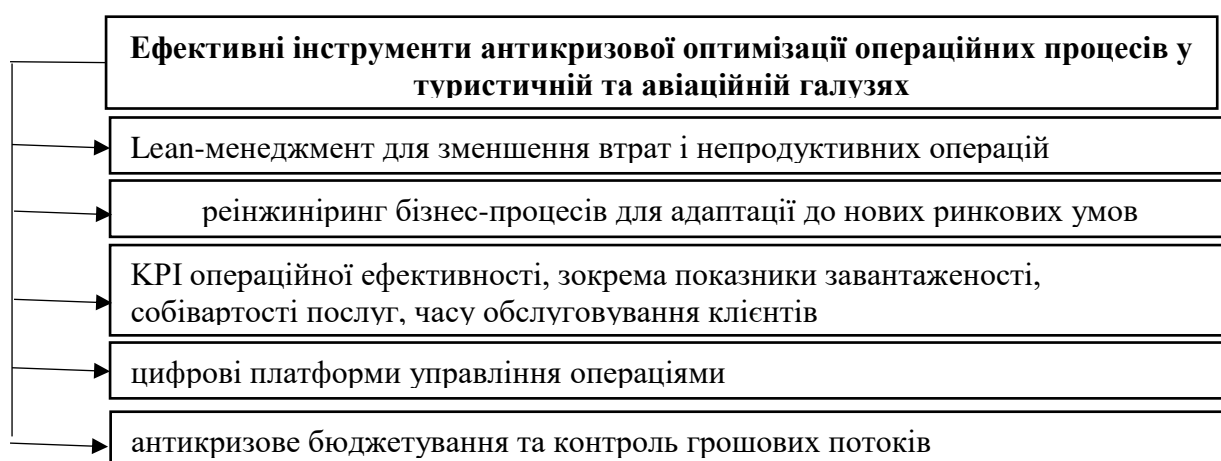 Ефективні інструменти антикризової оптимізації операційних процесів у
туристичній та авіаційній галузях
Lean-менеджмент для зменшення втрат і непродуктивних операцій
реінжиніринг бізнес-процесів для адаптації до нових ринкових умов
KPI операційної ефективності, зокрема показники завантаженості,
собівартості послуг, часу обслуговування клієнтів
цифрові платформи управління операціями
антикризове бюджетування та контроль грошових потоків